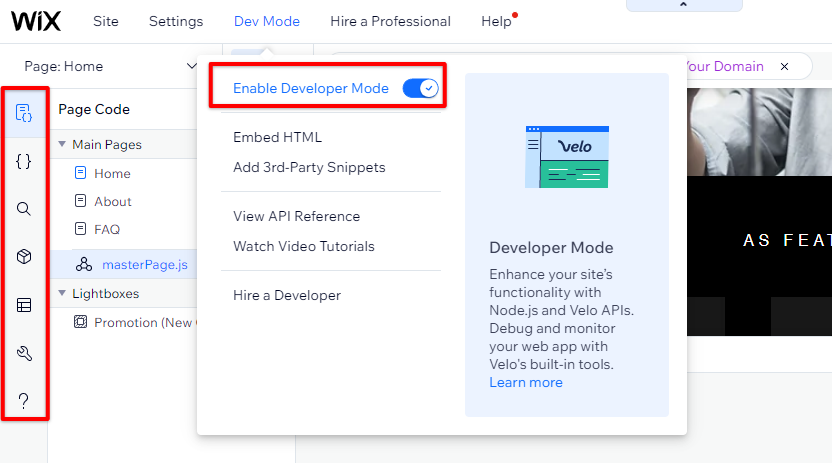 WiX Site Settings Dev Mode Hire a Professional Help
Page: Home
Your Domain ×
Page Code
Enable Developer Mode
{ }
Main Pages
Home
About
FAQ
masterPage.js
Lightboxes
Promotion (New
?
Embed HTML
Add 3rd-Party Snippets
View API Reference
Watch Video Tutorials
Hire a Developer
velo
Developer Mode
Enhance your site's
functionality with
Node.js and Velo APIs.
Debug and monitor
your web app with
Velo's built-in tools.
Learn more
AS FEAT